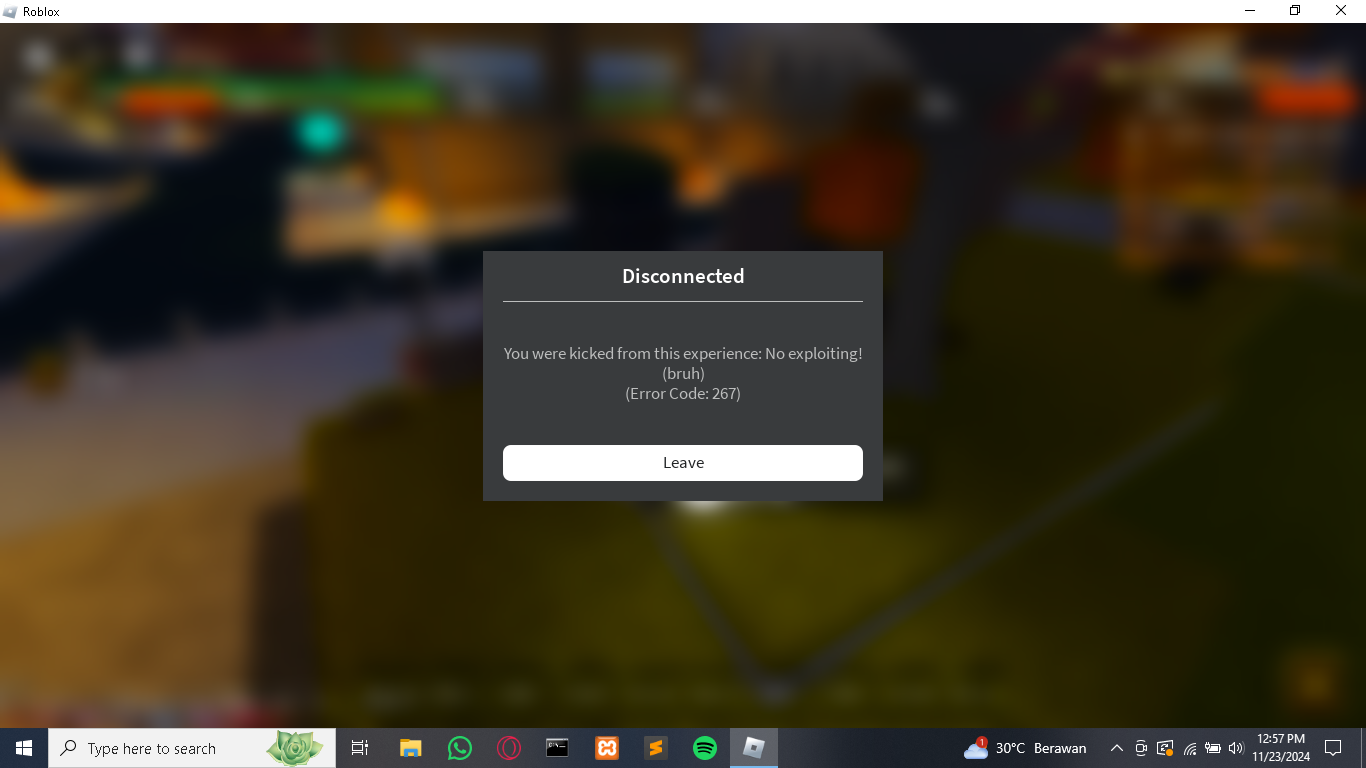 Roblox
Disconnected
You were kicked from this experience: No exploiting!
(bruh)
(Error Code: 267)
Leave
Type here to search
1
30°C Berawan
12:57 PM
11/23/2024